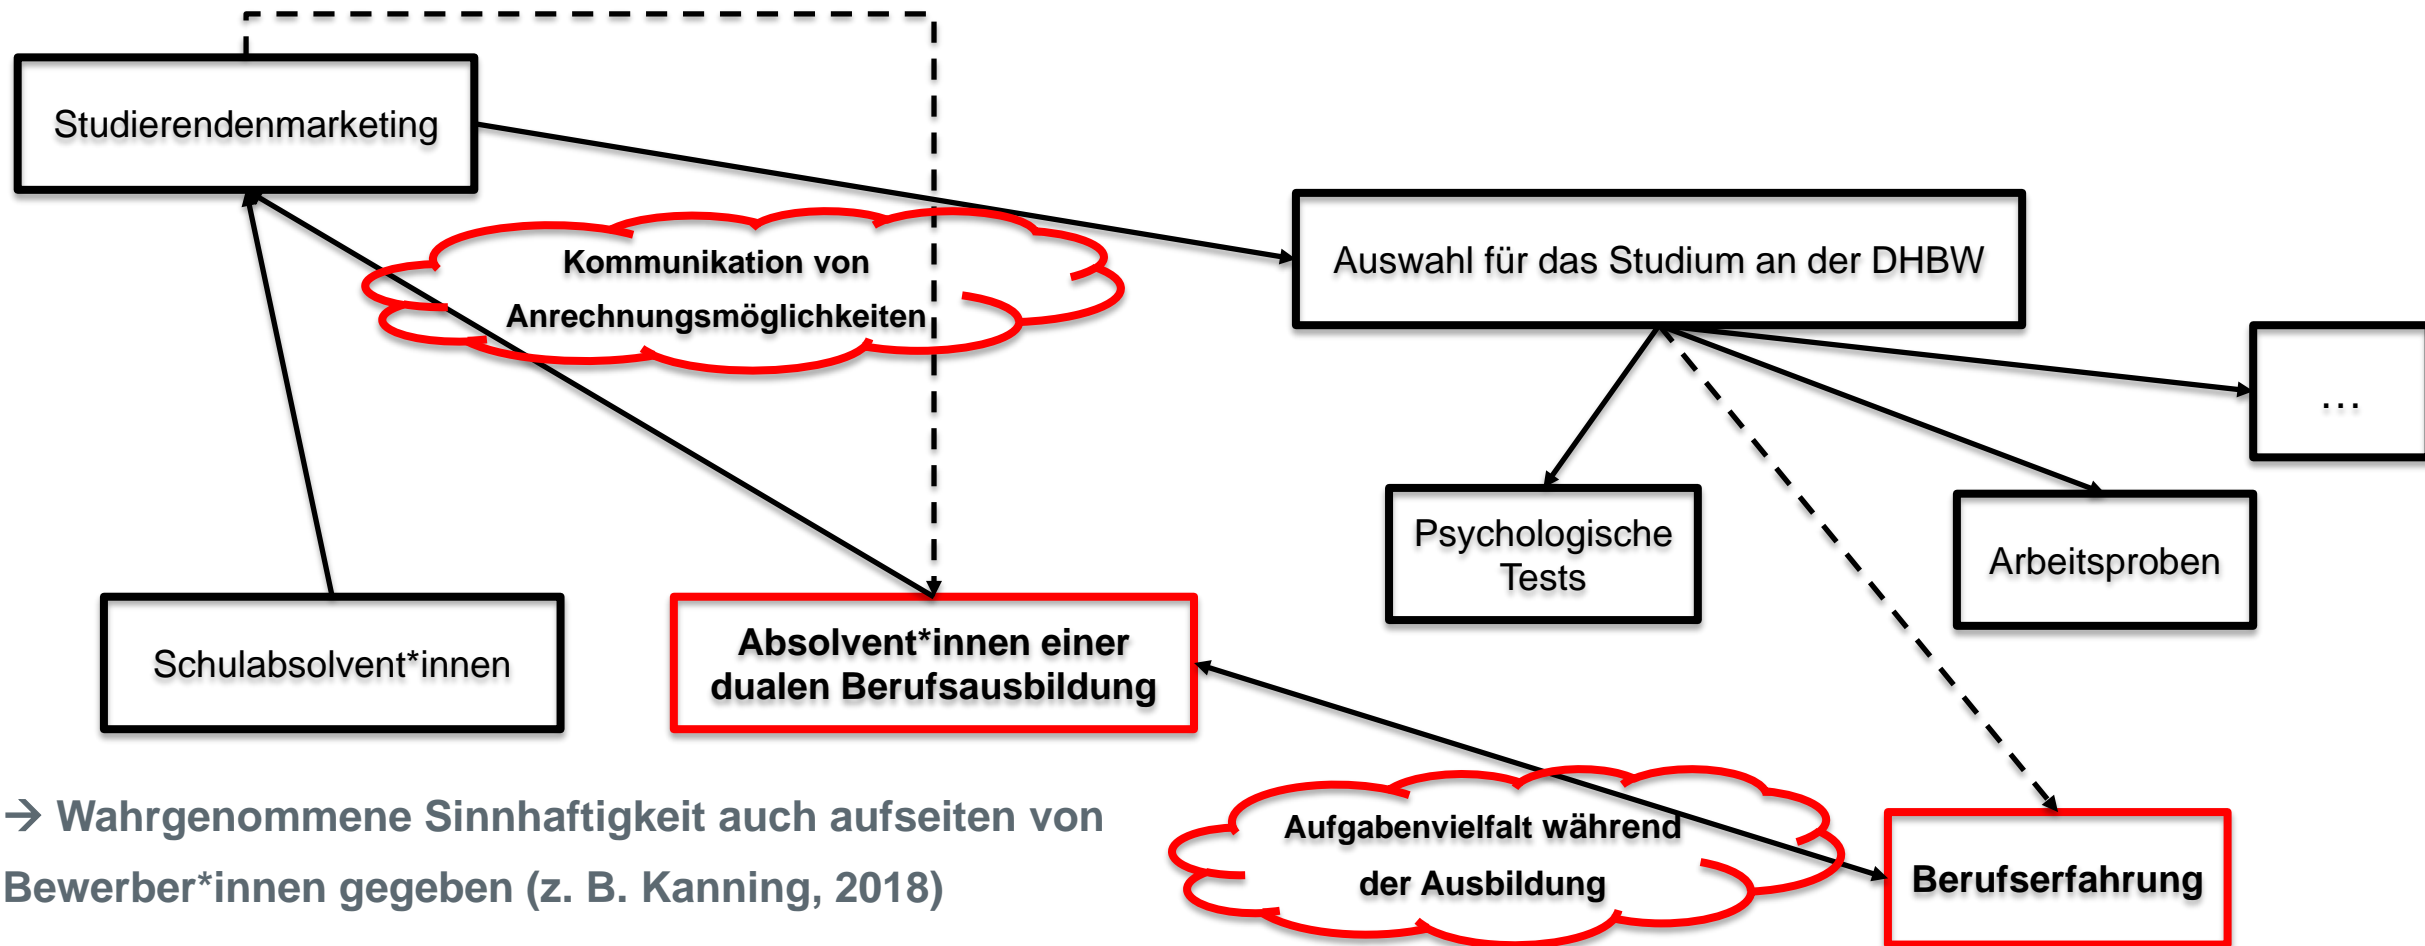 Studierendenmarketing
Kommunikation von
Anrechnungsmöglichkeiten
Auswahl für das Studium an der DHBW
...
Psychologische
Tests
Arbeitsproben
Schulabsolvent*innen
Absolvent*innen einer
dualen Berufsausbildung
→ Wahrgenommene Sinnhaftigkeit auch aufseiten von
Bewerber*innen gegeben (z. B. Kanning, 2018)
Aufgabenvielfalt während
der Ausbildung
Berufserfahrung